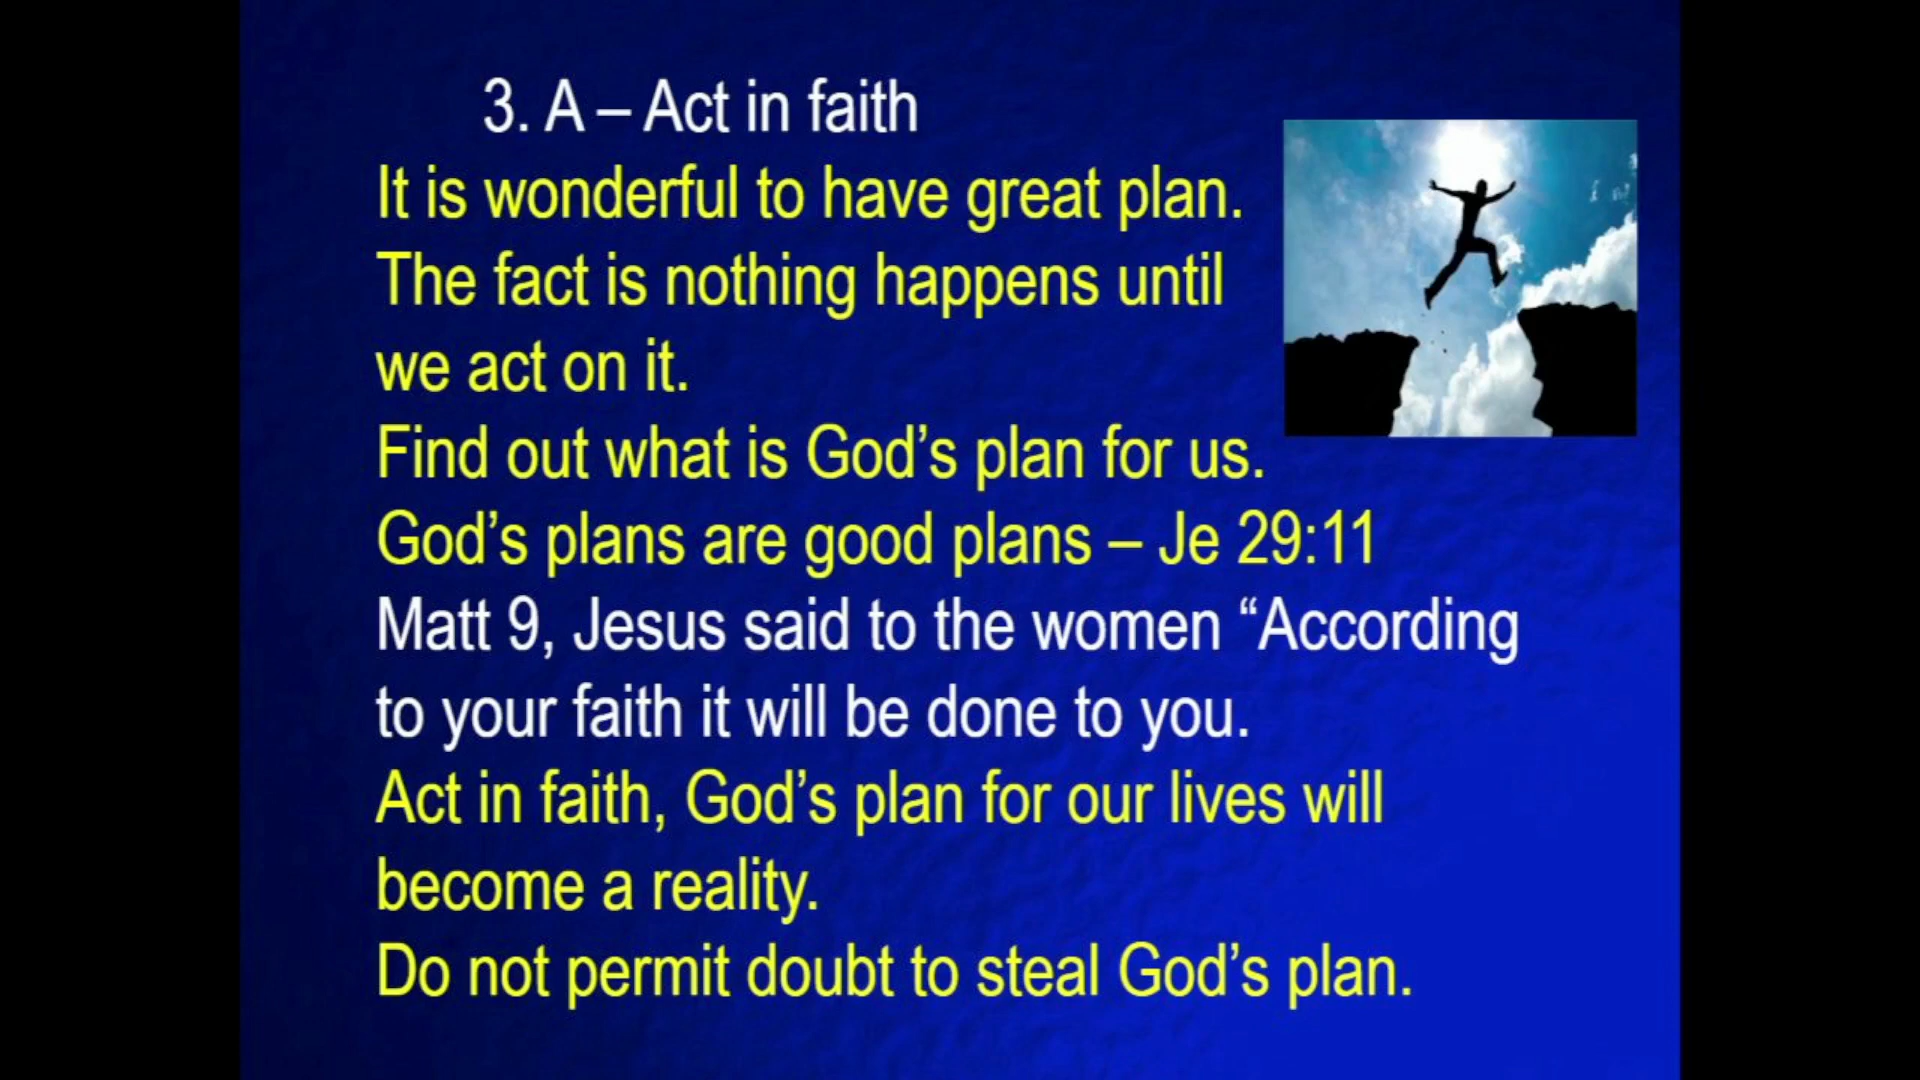 3. A – Act in faith
It is wonderful to have great plan.
The fact is nothing happens until
we act on it.
Find out what is God’s plan for us.
God’s plans are good plans – Je 29:11
Matt 9, Jesus said to the women “According
to your faith it will be done to you.
Act in faith, God’s plan for our lives will
become a reality.
Do not permit doubt to steal God’s plan.